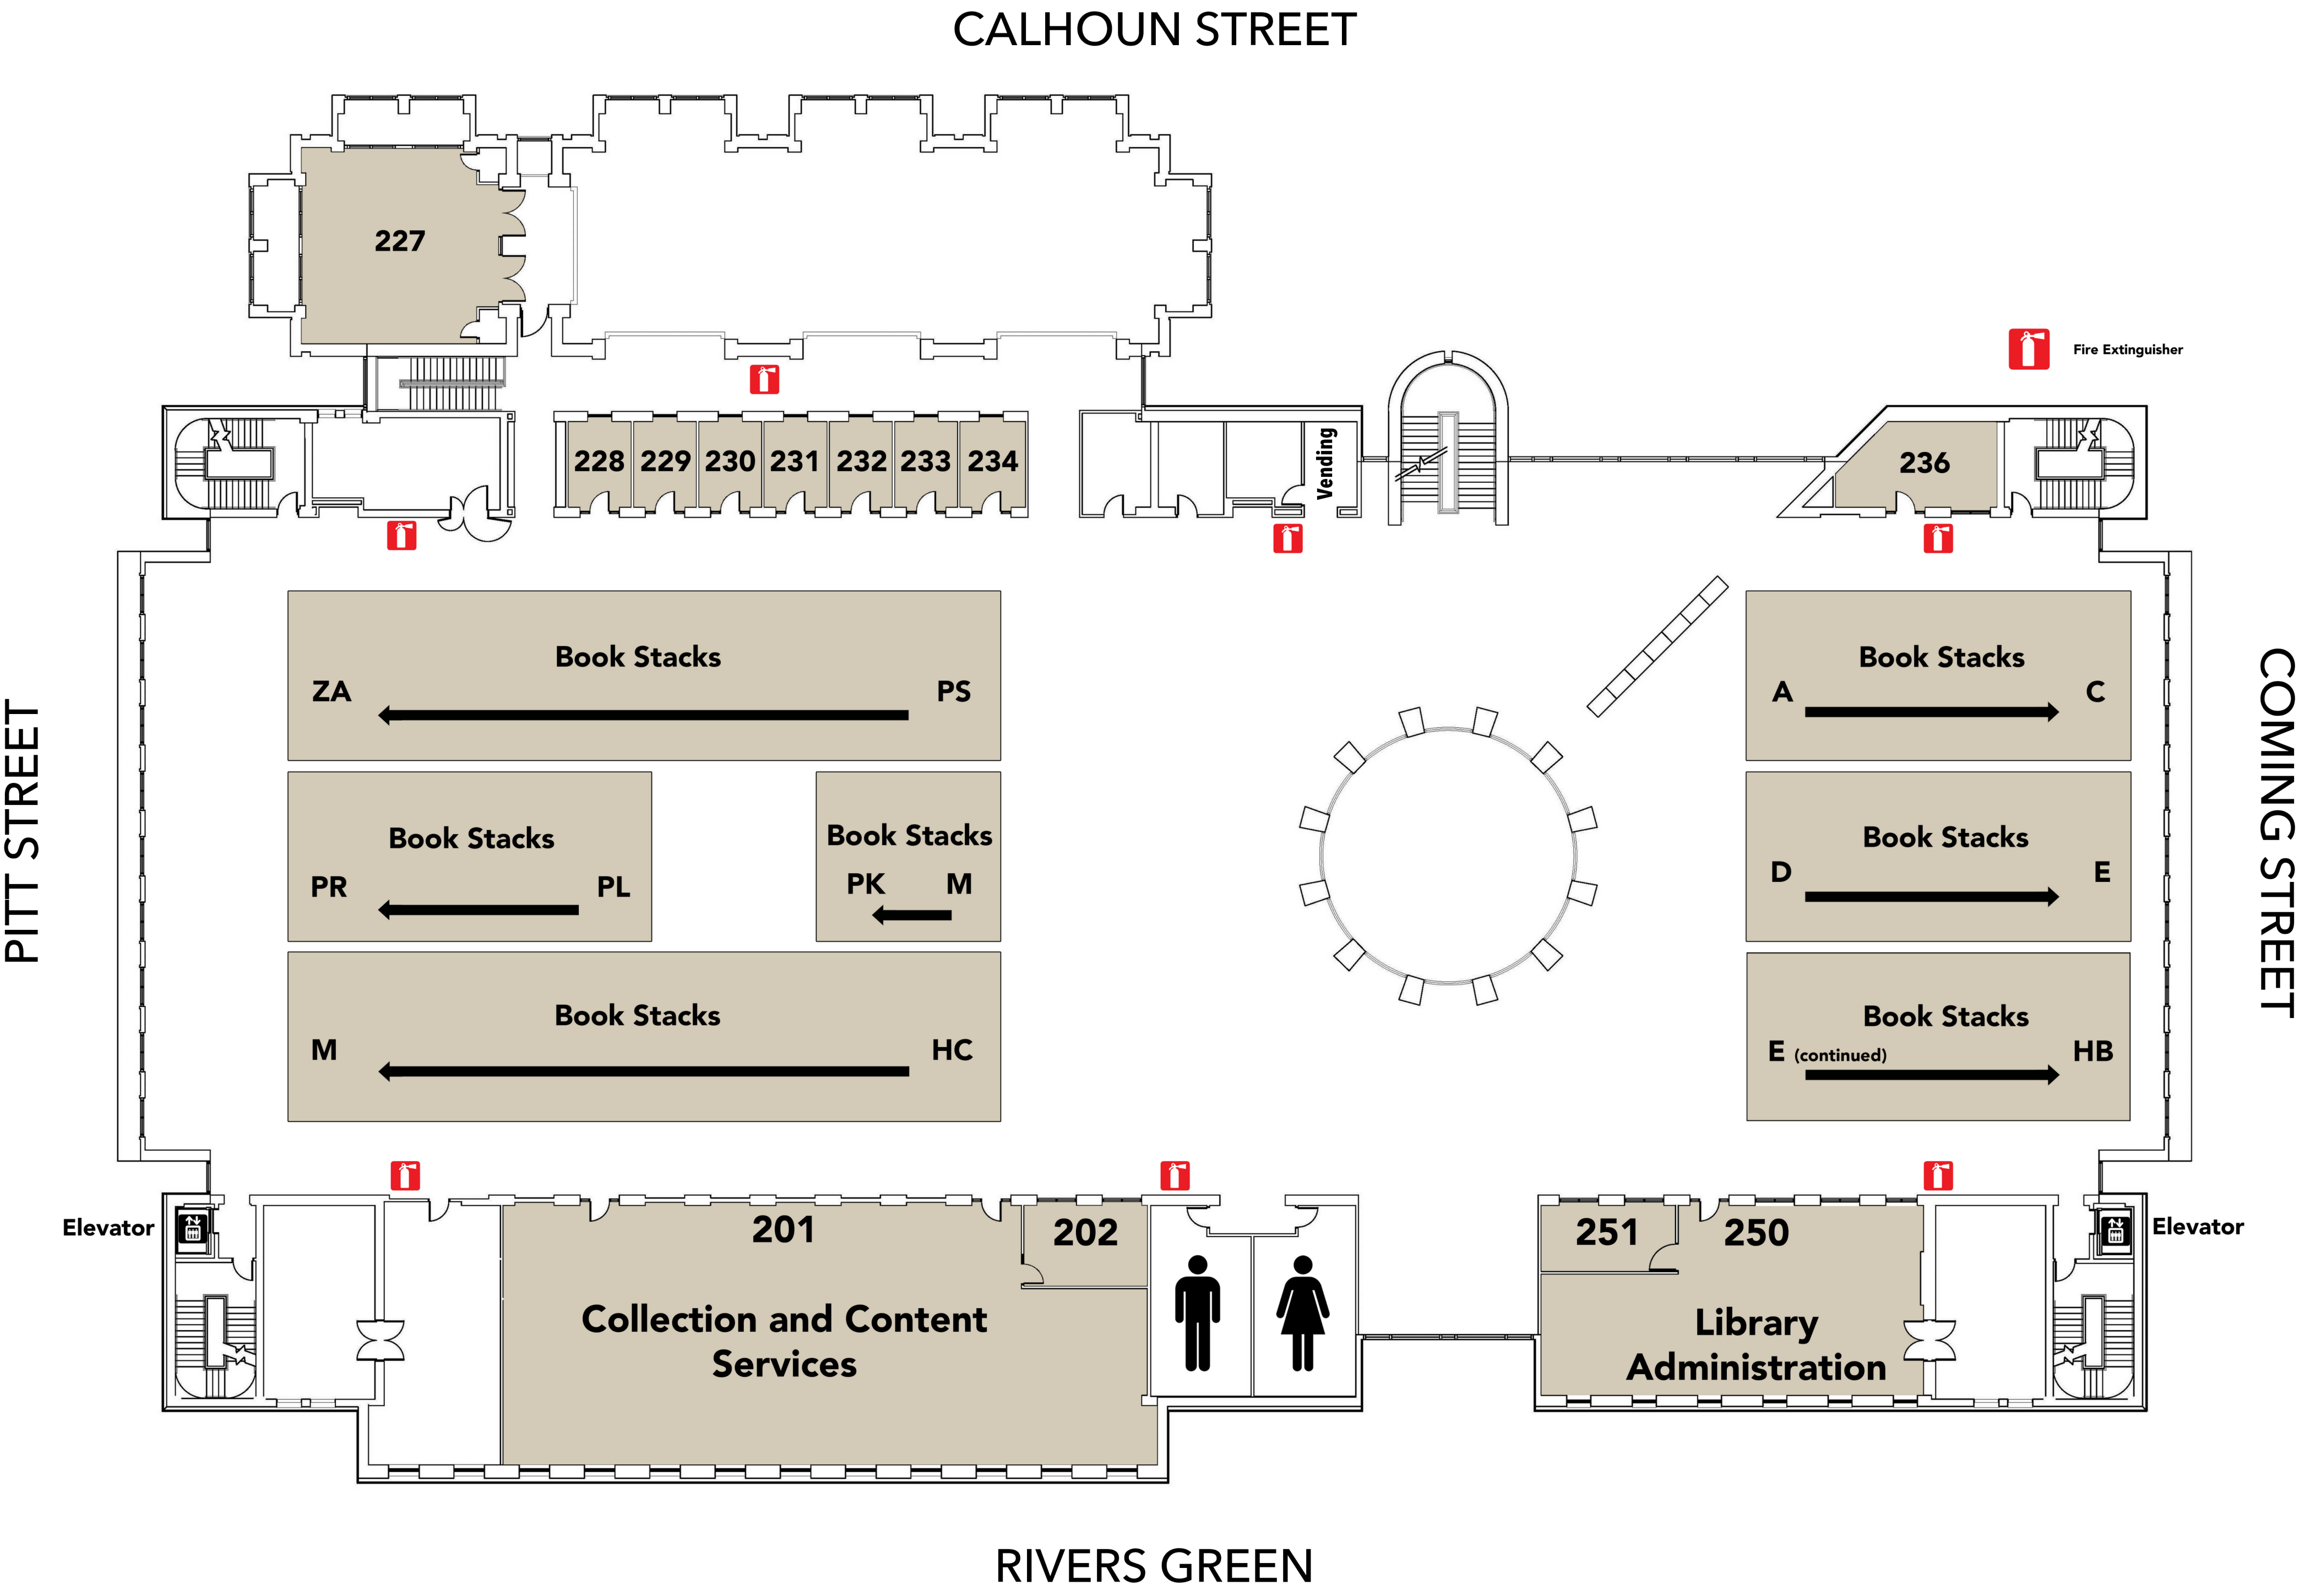 CALHOUN STREET
227
Fire Extinguisher
228 229 230 231 232 233 234
Vending
236
PITT STREET
COMING STREET
Book Stacks
ZA PS
Book Stacks
A C
Book Stacks
PR PL
Book Stacks
PK M
Book Stacks
D E
Book Stacks
M HC
Book Stacks
E (continued) HB
Elevator
201
202
Collection and Content
Services
251
250
Library
Administration
Elevator
RIVERS GREEN